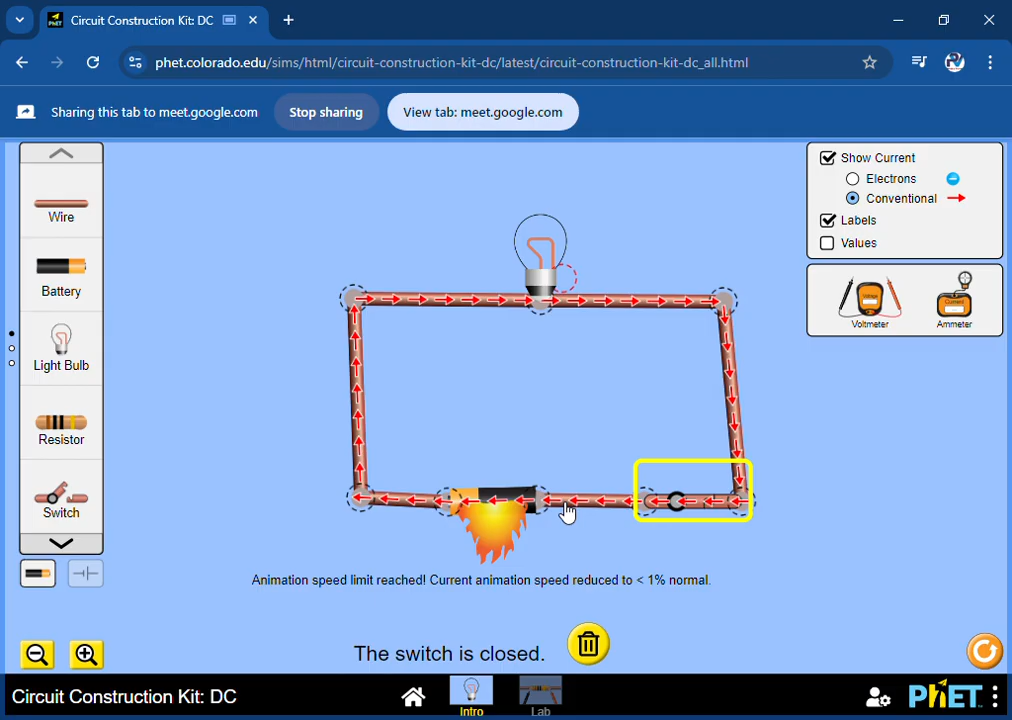 Circuit Construction Kit: DC
phet.colorado.edu/sims/html/circuit-construction-kit-dc/latest/circuit-construction-kit-dc_all.html
Sharing this tab to meet.google.com
Stop sharing
View tab: meet.google.com
Wire
Battery
Light Bulb
Resistor
Switch
Show Current
Electrons
Conventional
Labels
Values
Voltmeter
Ammeter
Animation speed limit reached! Current animation speed reduced to < 1% normal.
The switch is closed.
Circuit Construction Kit: DC
Intro
Lab
PhET